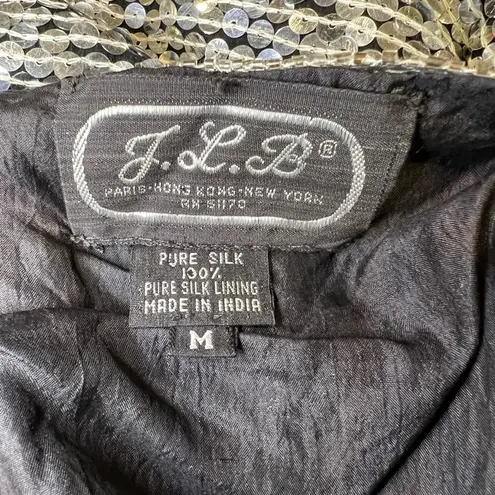 J.L.B®
PARIS-HONG KONG-NEW YORK
RN 51170
PURE SILK
100%
PURE SILK LINING
MADE IN INDIA
M